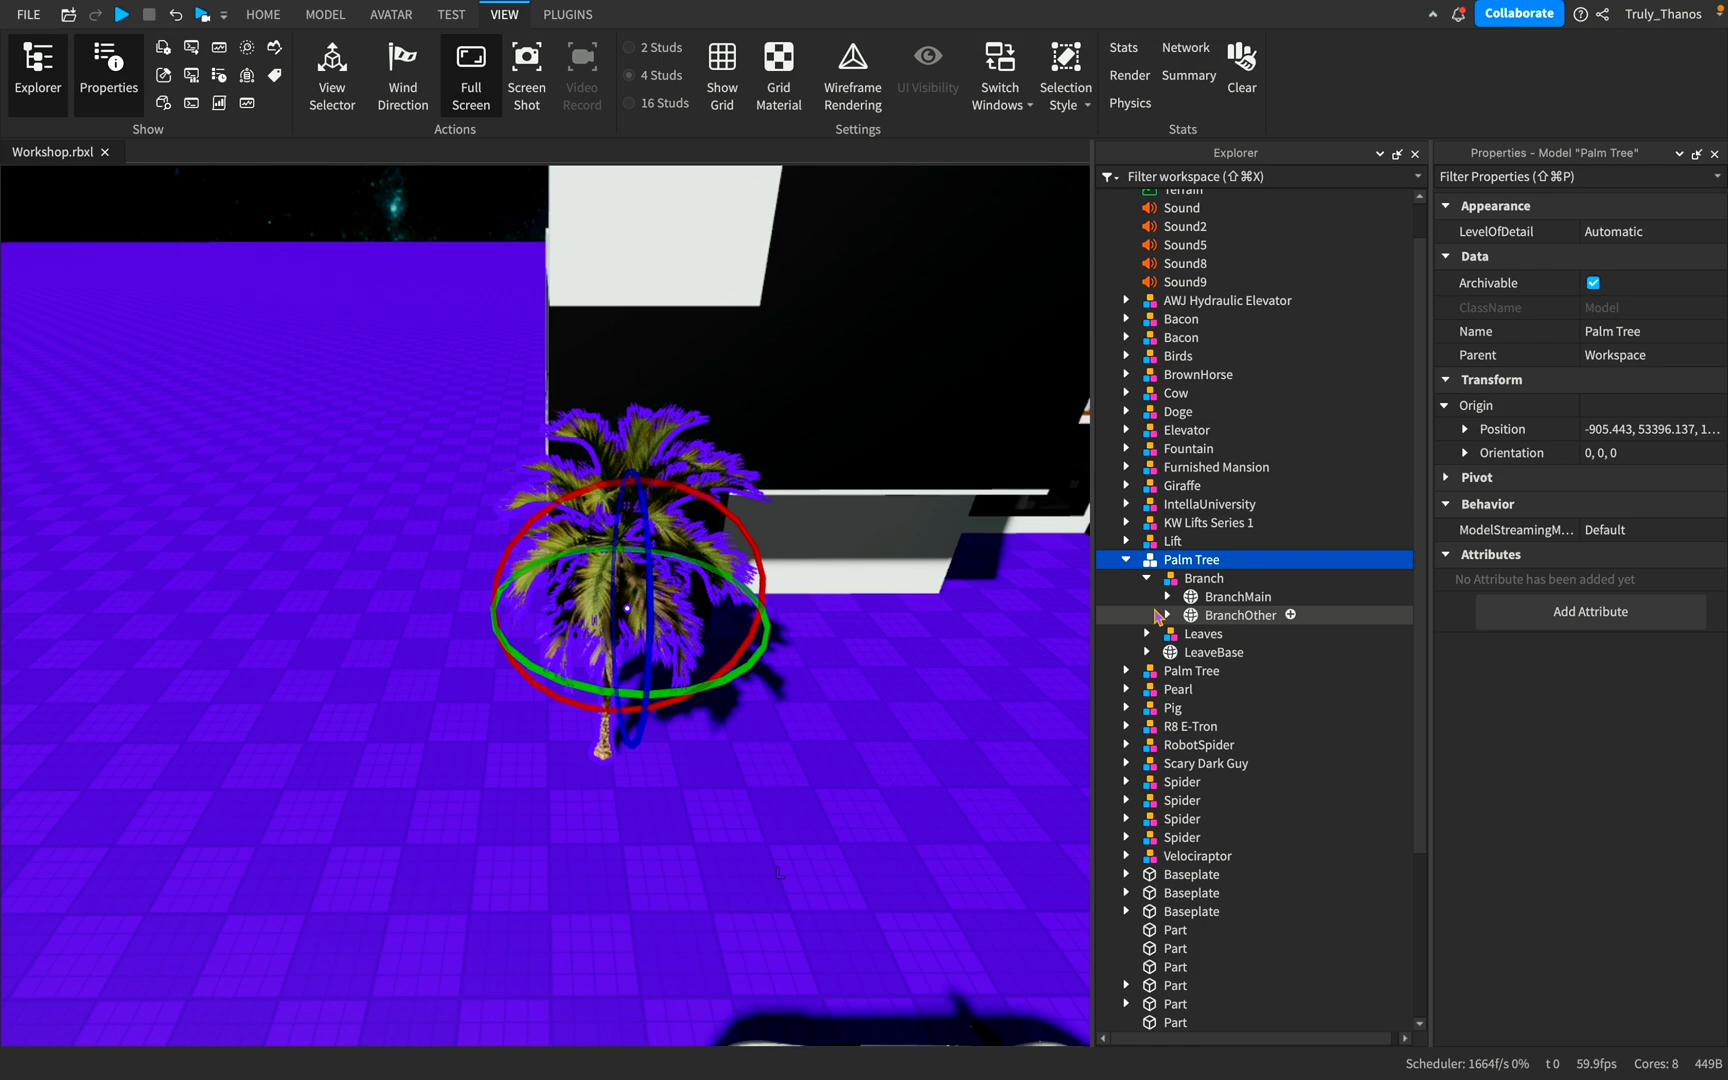 FILE
HOME
MODEL
AVATAR
TEST
VIEW
PLUGINS
Collaborate
Truly_Thanos
Explorer
Properties
Show
View
Selector
Wind
Direction
Full
Screen
Screen
Shot
Video
Record
Actions
2 Studs
4 Studs
16 Studs
Show
Grid
Grid
Material
Wireframe
Rendering
UI Visibility
Switch
Windows
Selection
Style
Settings
Stats
Network
Render
Summary
Physics
Clear
Stats
Workshop.rbxl
Explorer
Filter workspace (⇧⌘X)
Terrain
Sound
Sound2
Sound5
Sound8
Sound9
AWJ Hydraulic Elevator
Bacon
Bacon
Birds
BrownHorse
Cow
Doge
Elevator
Fountain
Furnished Mansion
Giraffe
IntellaUniversity
KW Lifts Series 1
Lift
Palm Tree
Branch
BranchMain
BranchOther
Leaves
LeaveBase
Palm Tree
Pearl
Pig
R8 E-Tron
RobotSpider
Scary Dark Guy
Spider
Spider
Spider
Spider
Velociraptor
Baseplate
Baseplate
Baseplate
Part
Part
Part
Part
Part
Part
Properties - Model "Palm Tree"
Filter Properties (⇧⌘P)
Appearance
LevelOfDetail Automatic
Data
Archivable
ClassName Model
Name Palm Tree
Parent Workspace
Transform
Origin
Position -905.443, 53396.137, 1...
Orientation 0, 0, 0
Pivot
Behavior
ModelStreamingM... Default
Attributes
No Attribute has been added yet
Add Attribute
Scheduler: 1664f/s 0% t 0 59.9fps Cores: 8 449B